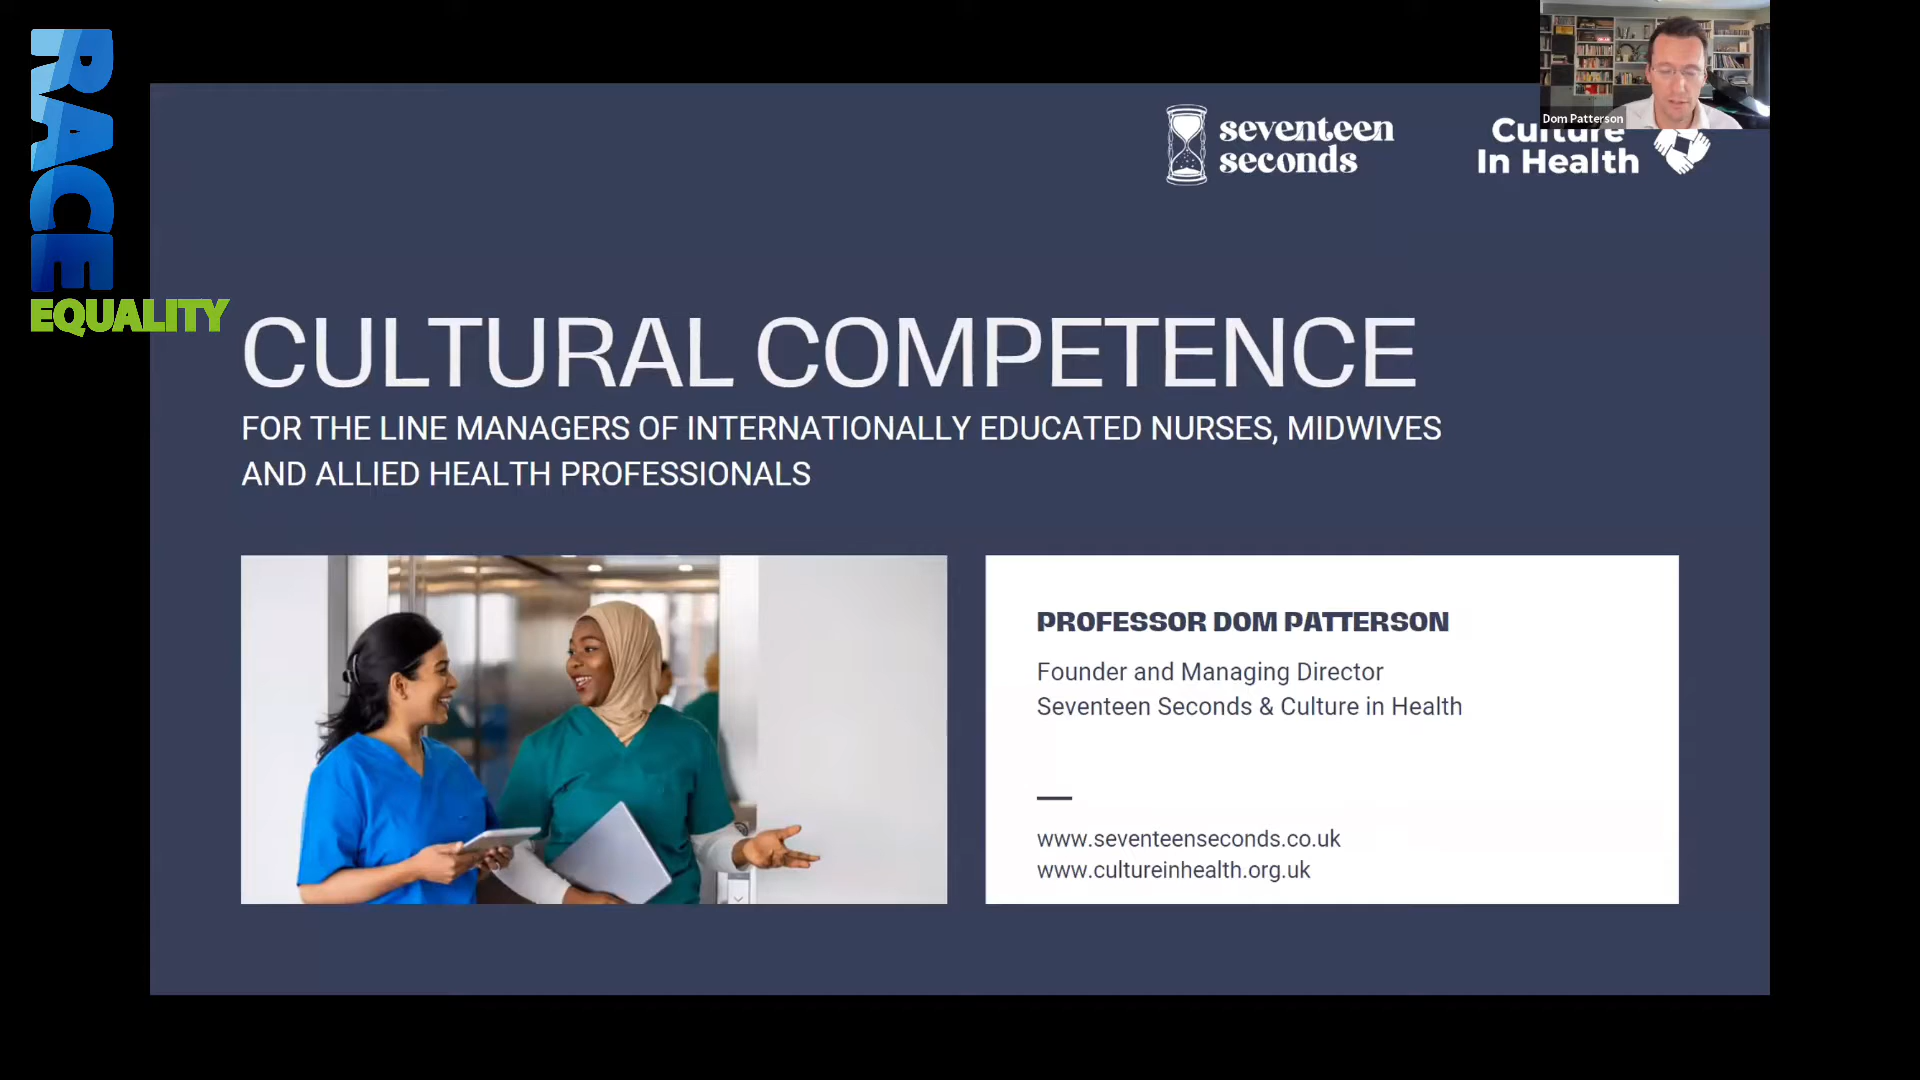 RACE
EQUALITY
Dom Patterson
seventeen
seconds
Culture
In Health
CULTURAL COMPETENCE
FOR THE LINE MANAGERS OF INTERNATIONALLY EDUCATED NURSES, MIDWIVES
AND ALLIED HEALTH PROFESSIONALS
PROFESSOR DOM PATTERSON
Founder and Managing Director
Seventeen Seconds & Culture in Health
www.seventeenseconds.co.uk
www.cultureinhealth.org.uk